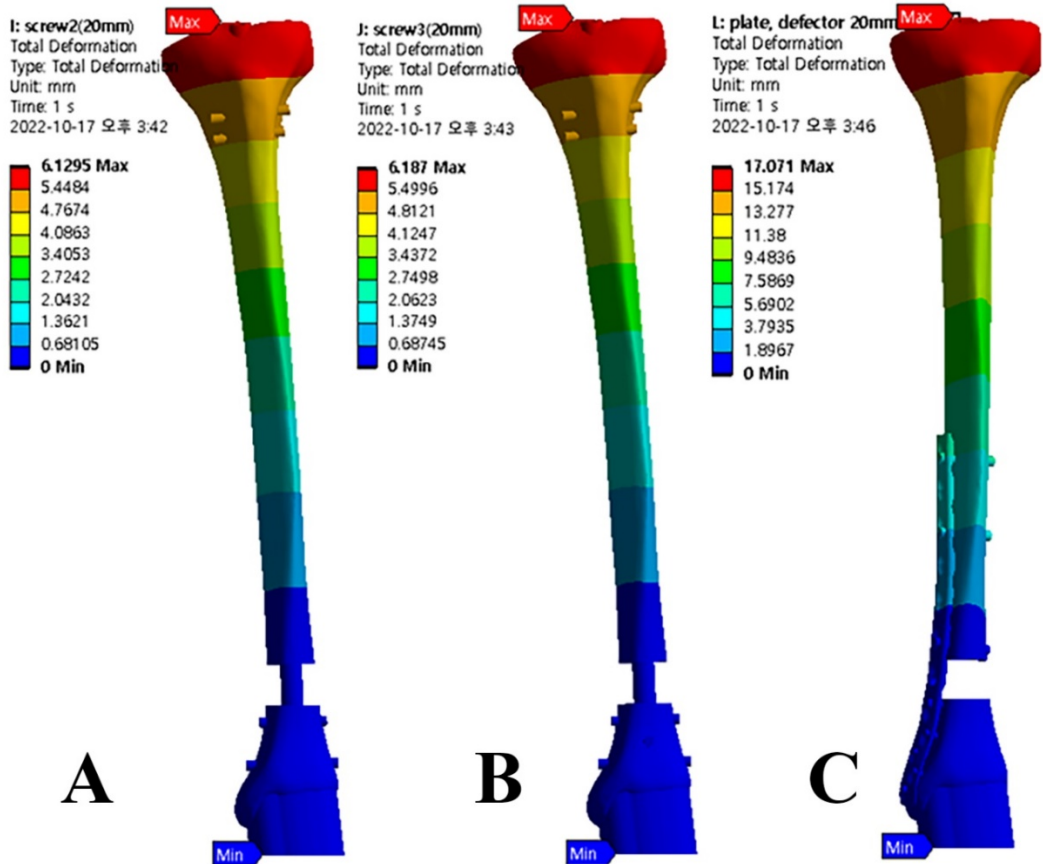 I: screw2(20mm)
Total Deformation
Type: Total Deformation
Unit: mm
Time: 1 s
2022-10-17 오후 3:42
6.1295 Max
5.4484
4.7674
4.0863
3.4053
2.7242
2.0432
1.3621
0.68105
0 Min
Max
Min
A
J: screw3(20mm)
Total Deformation
Type: Total Deformation
Unit: mm
Time: 1 s
2022-10-17 오후 3:43
6.187 Max
5.4996
4.8121
4.1247
3.4372
2.7498
2.0623
1.3749
0.68745
0 Min
Max
Min
B
L: plate, defector 20mm
Total Deformation
Type: Total Deformation
Unit: mm
Time: 1 s
2022-10-17 오후 3:46
17.071 Max
15.174
13.277
11.38
9.4836
7.5869
5.6902
3.7935
1.8967
0 Min
Max
Min
C